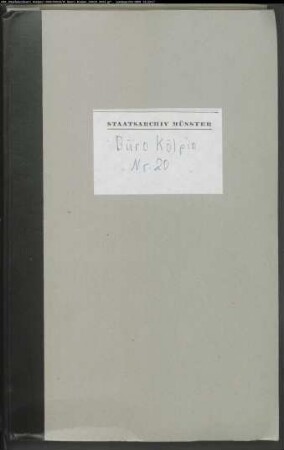 STAATSARCHIV MÜNSTER
Büro Kölpin
Nr. 20